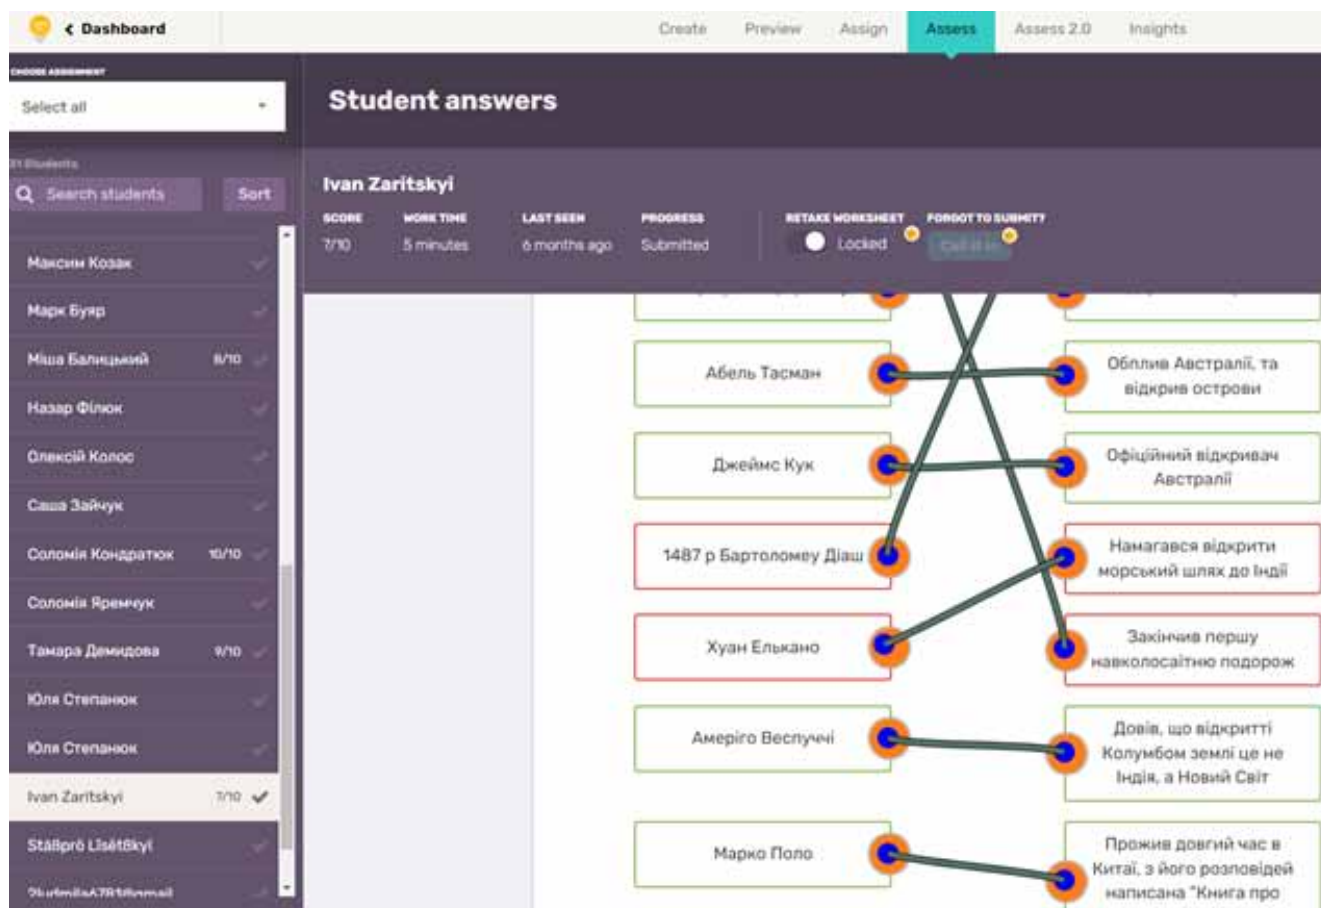 Dashboard
Create
Preview
Assign
Assess
Assess 2.0
Insights
CHOOSE ASSIGNMENT
Select all
Student answers
31 Students
Search students
Sort
Максим Козак
Марк Буяр
Міша Балицький
8/10
Назар Філюк
Олексій Колос
Саша Зайчук
Соломія Кондратюк
10/10
Соломія Яремчук
Тамара Демидова
9/10
Юля Степанюк
Юля Степанюк
Ivan Zaritskyi
7/10
Ivan Zaritskyi
SCORE
WORK TIME
LAST SEEN
PROGRESS
RETAKE WORKSHEET
FORGOT TO SUBMIT?
7/10
5 minutes
6 months ago
Submitted
Locked
Абель Тасман
Обплив Австралії, та
відкрив острови
Джеймс Кук
Офіційний відкривач
Австралії
1487 р Бартоломеу Діаш
Намагався відкрити
морський шлях до Індії
Хуан Елькано
Закінчив першу
навколосаітню подорож
Амеріго Веспуччі
Довів, що відкритті
Колумбом землі це не
Індія, а Новий Світ
Марко Поло
Прожив довгий час в
Китаї, з його розповідей
написана "Книга про